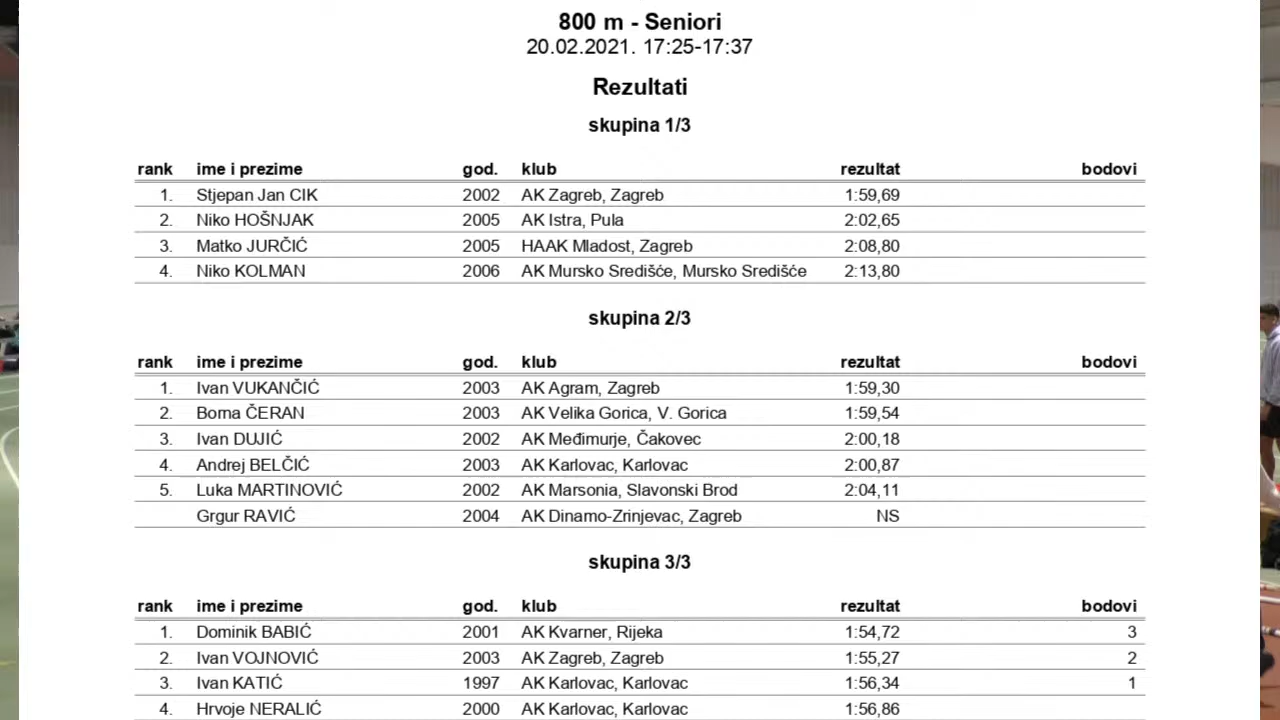 800 m - Seniori
20.02.2021. 17:25-17:37
Rezultati
skupina 1/3
rank ime i prezime god. klub rezultat bodovi
1. Stjepan Jan CIK 2002 AK Zagreb, Zagreb 1:59,69
2. Niko HOŠNJAK 2005 AK Istra, Pula 2:02,65
3. Matko JURČIĆ 2005 HAAK Mladost, Zagreb 2:08,80
4. Niko KOLMAN 2006 AK Mursko Središće, Mursko Središće 2:13,80
skupina 2/3
rank ime i prezime god. klub rezultat bodovi
1. Ivan VUKANČIĆ 2003 AK Agram, Zagreb 1:59,30
2. Borna ČERAN 2003 AK Velika Gorica, V. Gorica 1:59,54
3. Ivan DUJIĆ 2002 AK Međimurje, Čakovec 2:00,18
4. Andrej BELČIĆ 2003 AK Karlovac, Karlovac 2:00,87
5. Luka MARTINOVIĆ 2002 AK Marsonia, Slavonski Brod 2:04,11
Grgur RAVIĆ 2004 AK Dinamo-Zrinjevac, Zagreb NS
skupina 3/3
rank ime i prezime god. klub rezultat bodovi
1. Dominik BABIĆ 2001 AK Kvarner, Rijeka 1:54,72 3
2. Ivan VOJNOVIĆ 2003 AK Zagreb, Zagreb 1:55,27 2
3. Ivan KATIĆ 1997 AK Karlovac, Karlovac 1:56,34 1
4. Hrvoje NERALIĆ 2000 AK Karlovac, Karlovac 1:56,86